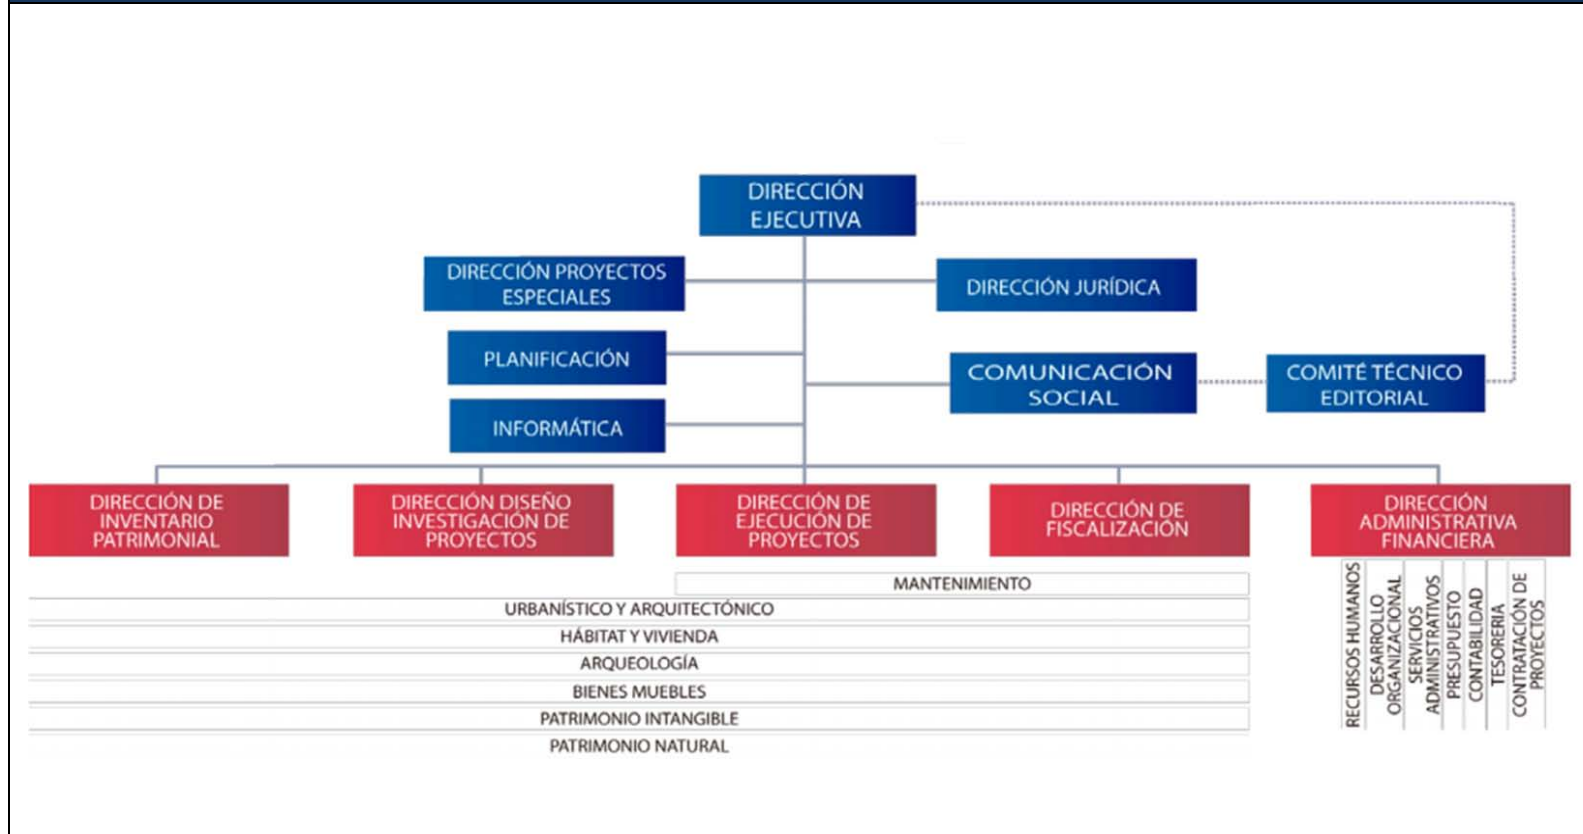 DIRECCIÓN
EJECUTIVA
DIRECCIÓN PROYECTOS
ESPECIALES
DIRECCIÓN JURÍDICA
PLANIFICACIÓN
COMUNICACIÓN
SOCIAL
COMITÉ TÉCNICO
EDITORIAL
INFORMÁTICA
DIRECCIÓN DE
INVENTARIO
PATRIMONIAL
DIRECCIÓN DISEÑO
INVESTIGACIÓN DE
PROYECTOS
DIRECCIÓN DE
EJECUCIÓN DE
PROYECTOS
DIRECCIÓN DE
FISCALIZACIÓN
DIRECCIÓN
ADMINISTRATIVA
FINANCIERA
MANTENIMIENTO
URBANÍSTICO Y ARQUITECTÓNICO
HÁBITAT Y VIVIENDA
ARQUEOLOGÍA
BIENES MUEBLES
PATRIMONIO INTANGIBLE
PATRIMONIO NATURAL
RECURSOS HUMANOS
DESARROLLO
ORGANIZACIONAL
SERVICIOS
ADMINISTRATIVOS
PRESUPUESTO
CONTABILIDAD
TESORERIA
CONTRATACIÓN DE
PROYECTOS